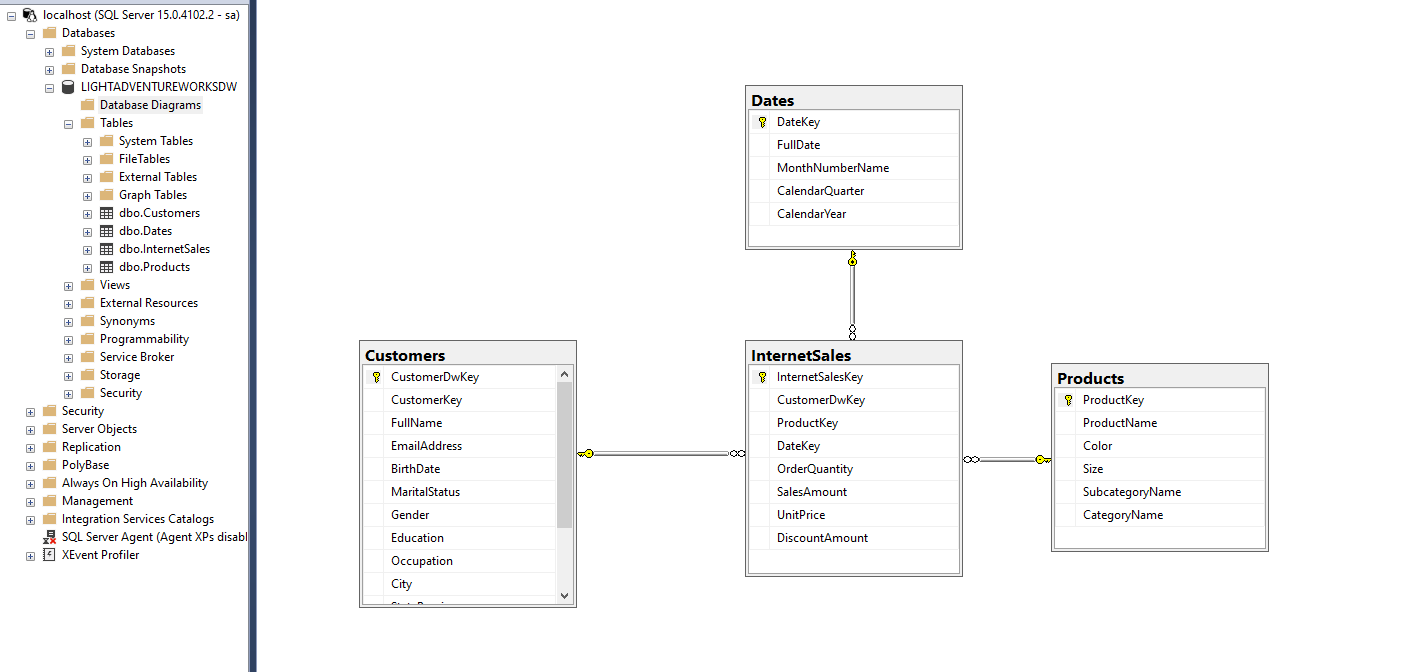 localhost (SQL Server 15.0.4102.2 - sa)
Databases
System Databases
Database Snapshots
LIGHTADVENTUREWORKSDW
Database Diagrams
Tables
System Tables
FileTables
External Tables
Graph Tables
dbo.Customers
dbo.Dates
dbo.InternetSales
dbo.Products
Views
External Resources
Synonyms
Programmability
Service Broker
Storage
Security
Security
Server Objects
Replication
PolyBase
Always On High Availability
Management
Integration Services Catalogs
SQL Server Agent (Agent XPs disabl
XEvent Profiler
Dates
DateKey
FullDate
MonthNumberName
CalendarQuarter
CalendarYear
Customers
CustomerDwKey
CustomerKey
FullName
EmailAddress
BirthDate
MaritalStatus
Gender
Education
Occupation
City
InternetSales
InternetSalesKey
CustomerDwKey
ProductKey
DateKey
OrderQuantity
SalesAmount
UnitPrice
DiscountAmount
Products
ProductKey
ProductName
Color
Size
SubcategoryName
CategoryName